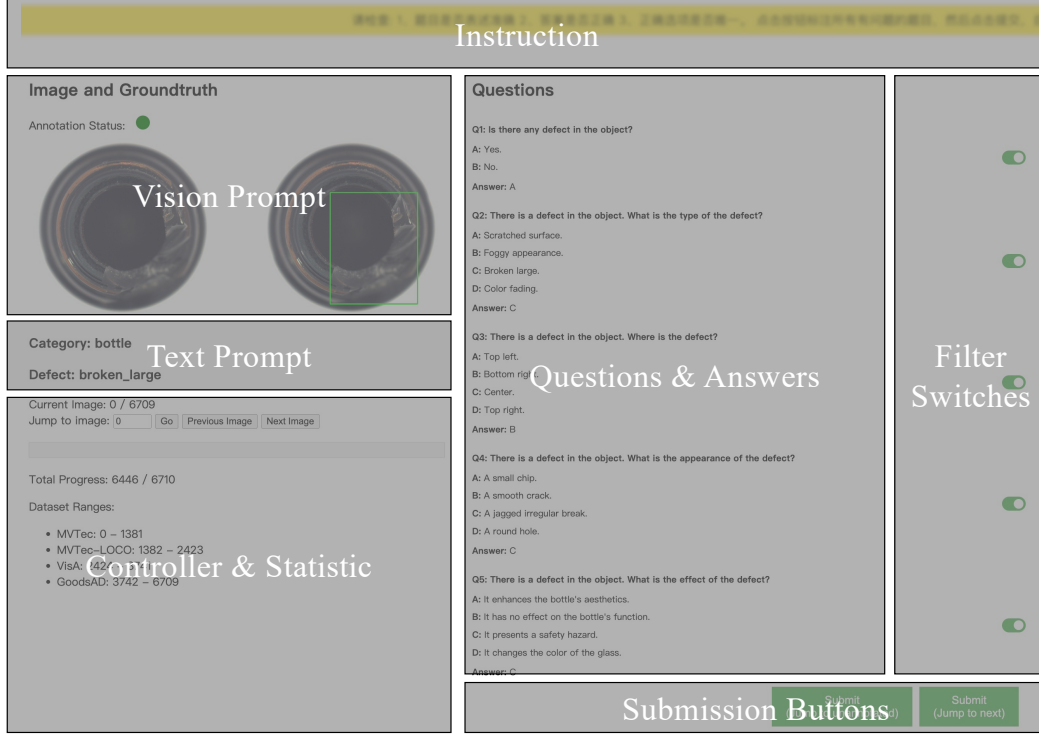 Instruction
Image and Groundtruth
Annotation Status:
Vision Prompt
Category: bottle
Text Prompt
Defect: broken_large
Current Image: 0 / 6709
Jump to image: 0 Go Previous Image Next Image
Total Progress: 6446 / 6710
Dataset Ranges:
• MVTec: 0 – 1381
• MVTec-LOCO: 1382 – 2423
• VisA: 2424 – 3741
• GoodsAD: 3742 – 6709
Controller & Statistic
Questions
Q1: Is there any defect in the object?
A: Yes.
B: No.
Answer: A
Q2: There is a defect in the object. What is the type of the defect?
A: Scratched surface.
B: Foggy appearance.
C: Broken large.
D: Color fading.
Answer: C
Q3: There is a defect in the object. Where is the defect?
A: Top left.
B: Bottom right.
C: Center.
D: Top right.
Answer: B
Questions & Answers
Q4: There is a defect in the object. What is the appearance of the defect?
A: A small chip.
B: A smooth crack.
C: A jagged irregular break.
D: A round hole.
Answer: C
Q5: There is a defect in the object. What is the effect of the defect?
A: It enhances the bottle's aesthetics.
B: It has no effect on the bottle's function.
C: It presents a safety hazard.
D: It changes the color of the glass.
Answer: C
Filter
Switches
Submission Buttons
Submit
Submit
(Jump to next)